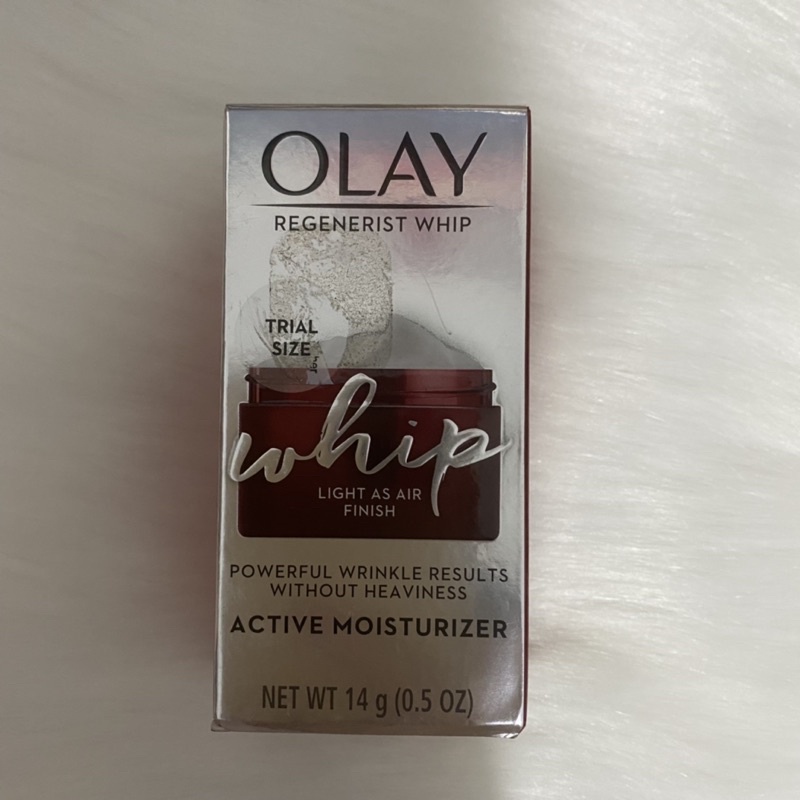 OLAY
REGENERIST WHIP
TRIAL
SIZE
whip
LIGHT AS AIR
FINISH
POWERFUL WRINKLE RESULTS
WITHOUT HEAVINESS
ACTIVE MOISTURIZER
NET WT 14 g (0.5 OZ)